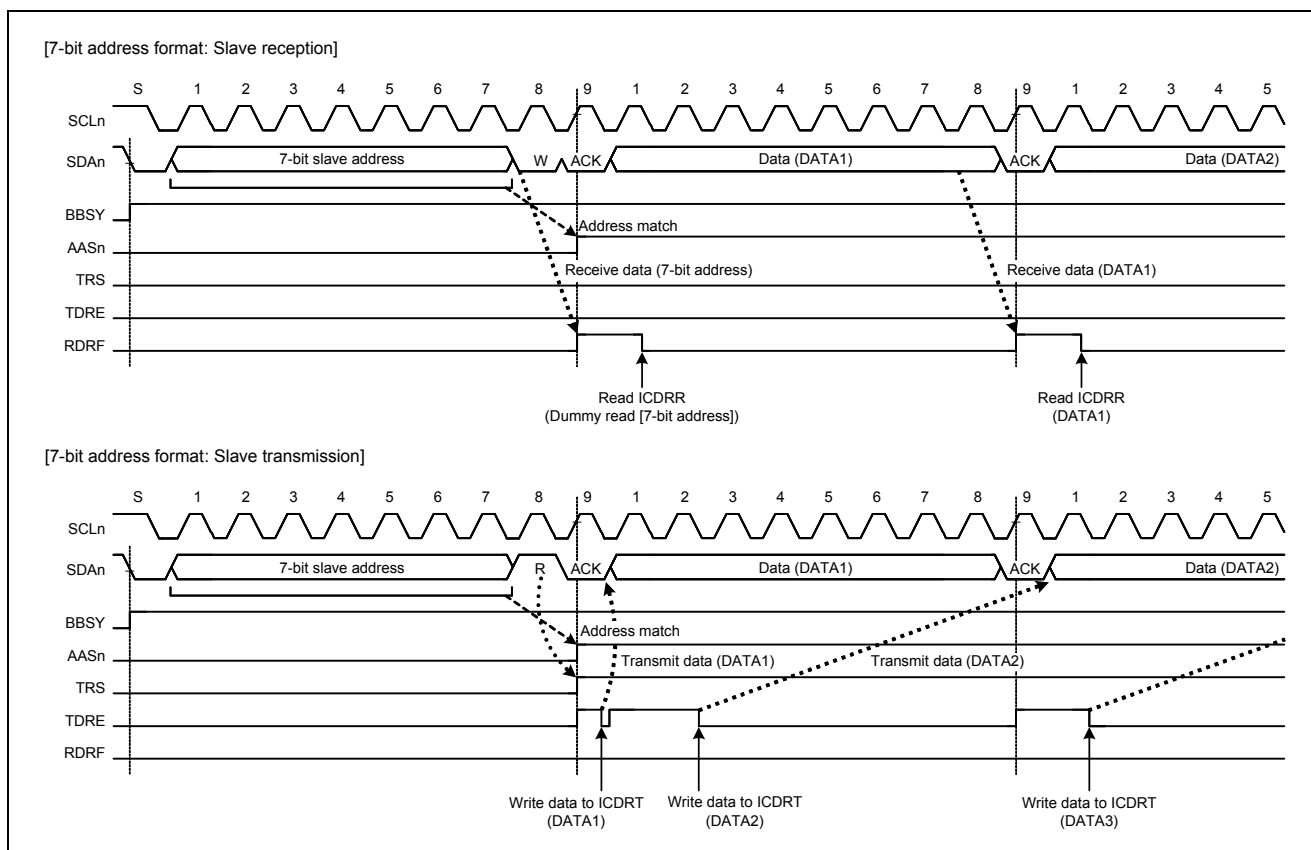 [7-bit address format: Slave reception]
S 1 2 3 4 5 6 7 8 9 1 2 3 4 5 6 7 8 9 1 2 3 4 5
SCLn
SDAn 7-bit slave address W ACK Data (DATA1) ACK Data (DATA2)
BBSY
Address match
AASn
Receive data (7-bit address) Receive data (DATA1)
TRS
TDRE
RDRF
Read ICDRR Read ICDRR
(Dummy read [7-bit address]) (DATA1)
[7-bit address format: Slave transmission]
S 1 2 3 4 5 6 7 8 9 1 2 3 4 5 6 7 8 9 1 2 3 4 5
SCLn
SDAn 7-bit slave address R ACK Data (DATA1) ACK Data (DATA2)
BBSY
Address match
AASn
Transmit data (DATA1) Transmit data (DATA2)
TRS
TDRE
RDRF
Write data to ICDRT Write data to ICDRT Write data to ICDRT
(DATA1) (DATA2) (DATA3)